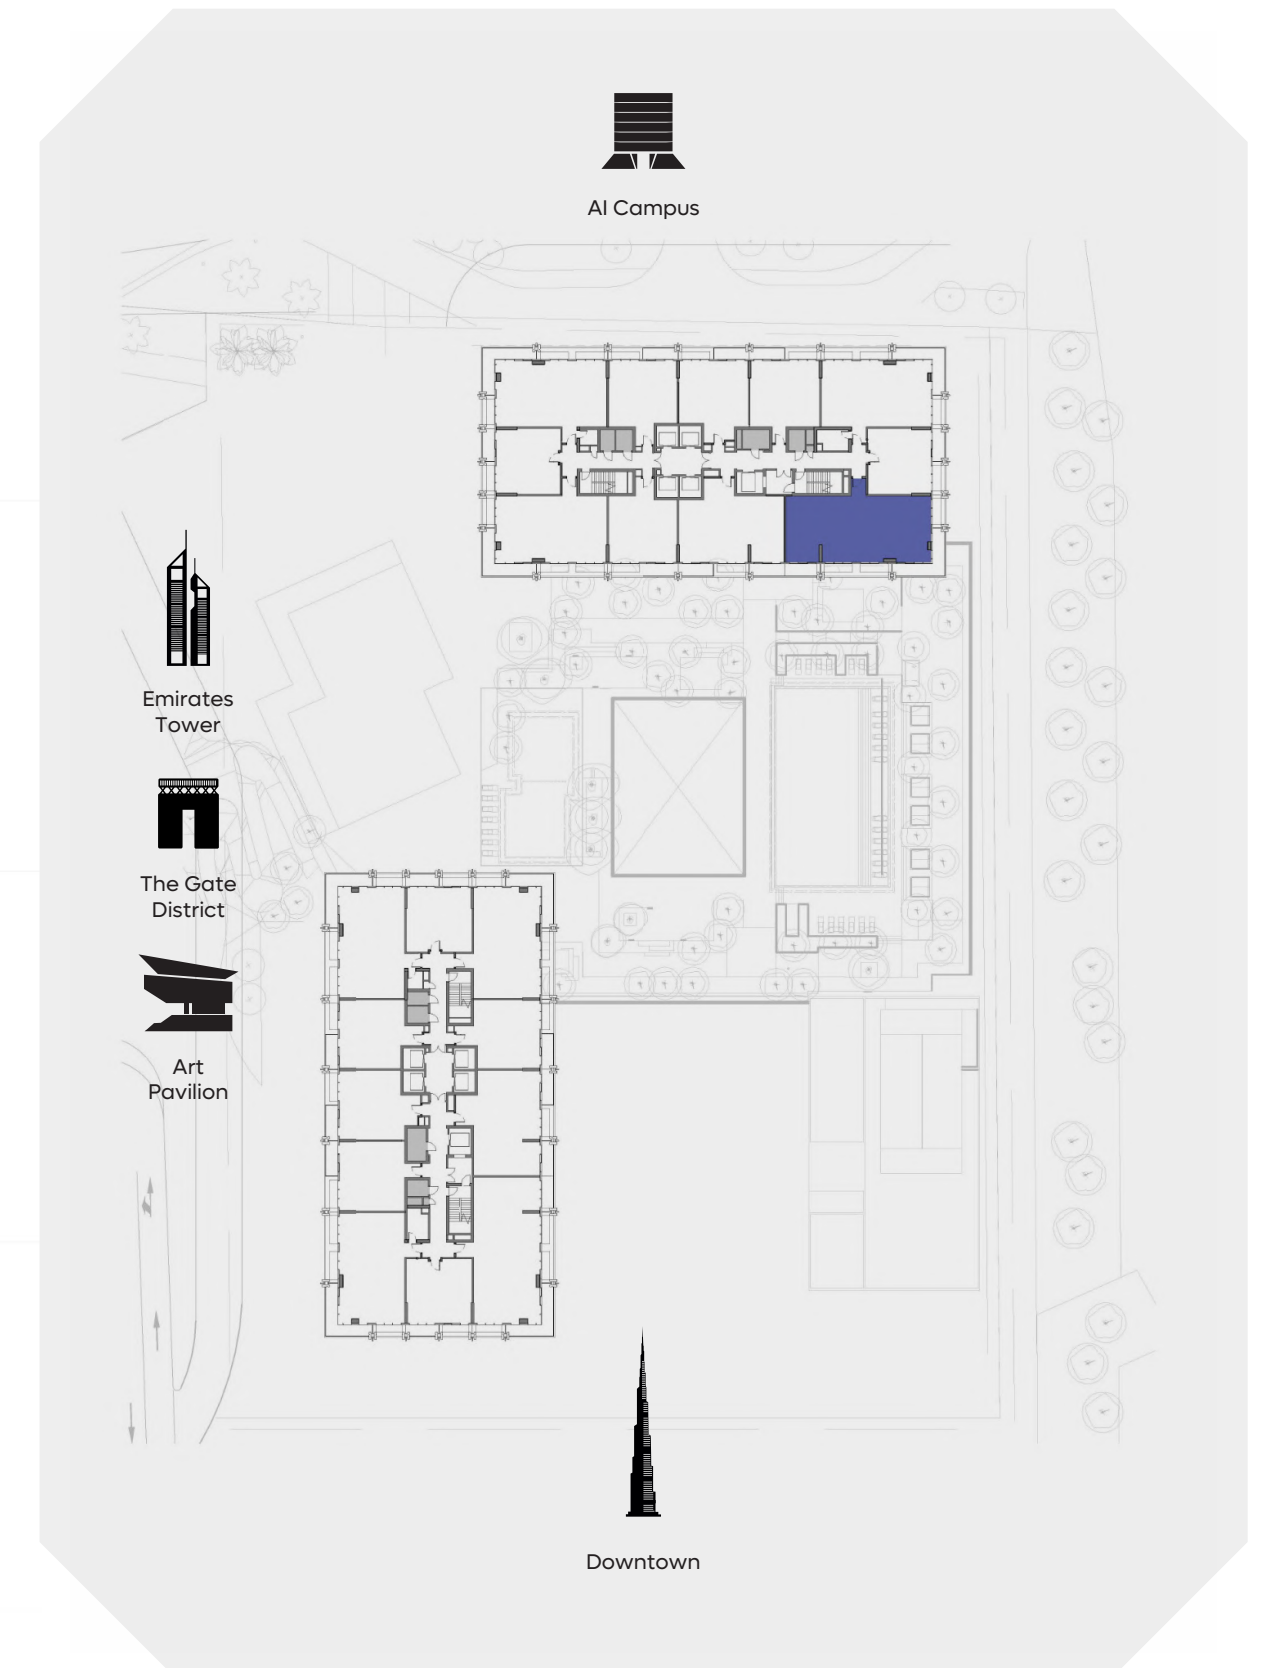 AI Campus
Emirates
Tower
The Gate
District
Art
Pavilion
Downtown